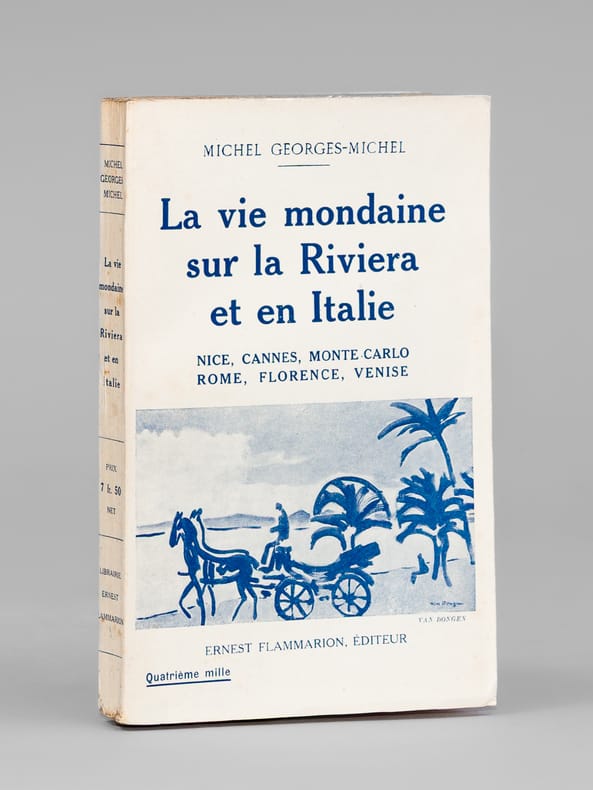 MICHEL
GEORGES
MICHEL
La vie
mondaine
sur la
Riviera
et en
Italie
PRIX
7 fr. 50
NET
LIBRAIRIE
ERNEST
FLAMMARION
MICHEL GEORGES-MICHEL
La vie mondaine
sur la Riviera
et en Italie
NICE, CANNES, MONTE-CARLO
ROME, FLORENCE, VENISE
Van Dongen
VAN DONGEN
ERNEST FLAMMARION, ÉDITEUR
Quatrième mille